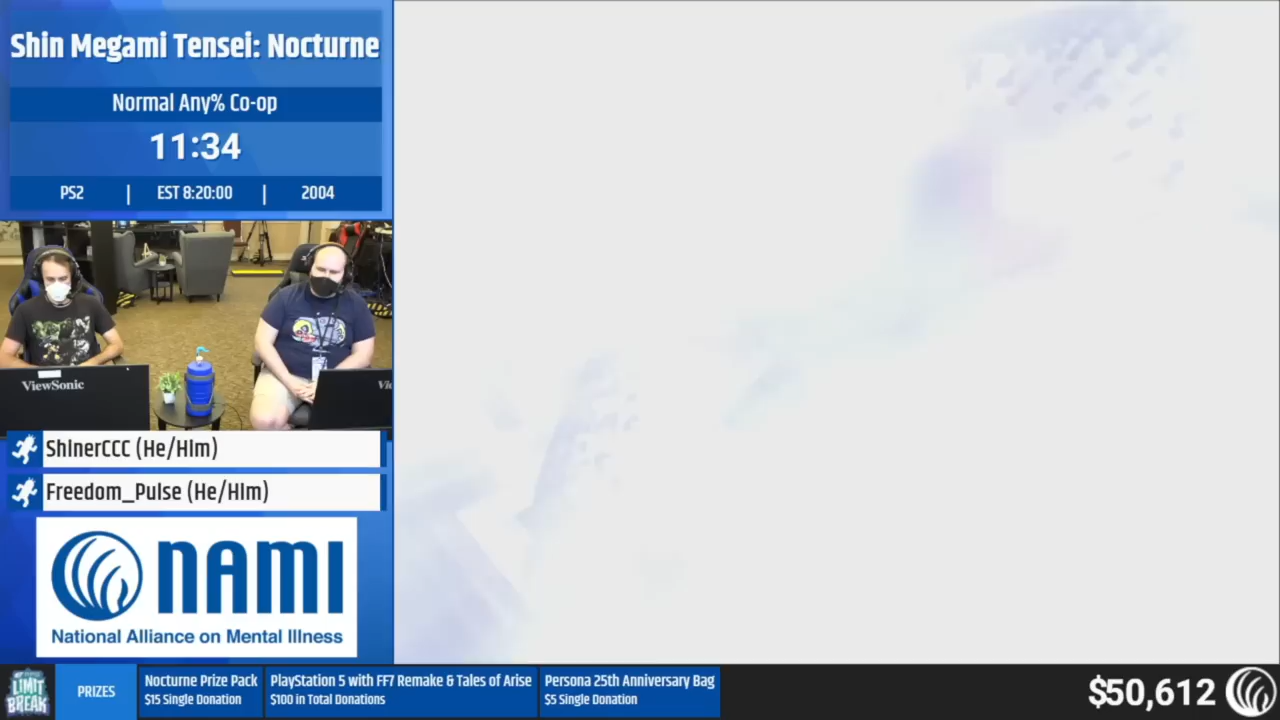 Shin Megami Tensei: Nocturne
Normal Any% Co-op
11:34
PS2 | EST 8:20:00 | 2004
ViewSonic
Vi
ShinerCCC (He/Him)
Freedom_Pulse (He/Him)
NAMI
National Alliance on Mental Illness
LIMIT BREAK
PRIZES
Nocturne Prize Pack
$15 Single Donation
PlayStation 5 with FF7 Remake & Tales of Arise
$100 in Total Donations
Persona 25th Anniversary Bag
$5 Single Donation
$50,612